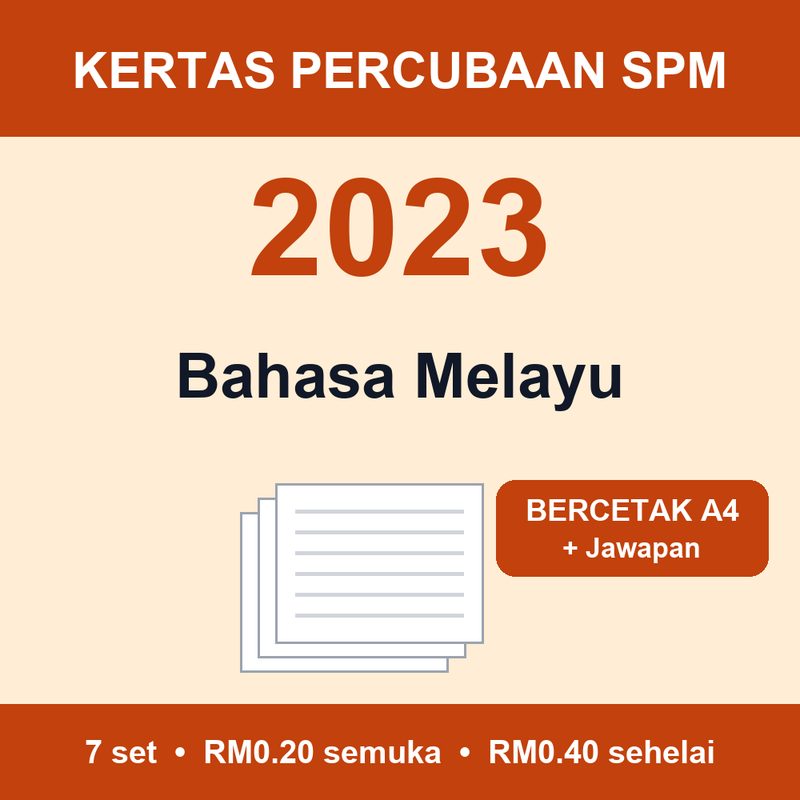 KERTAS PERCUBAAN SPM
2023
Bahasa Melayu
BERCETAK A4
+ Jawapan
7 set • RM0.20 semuka • RM0.40 sehelai